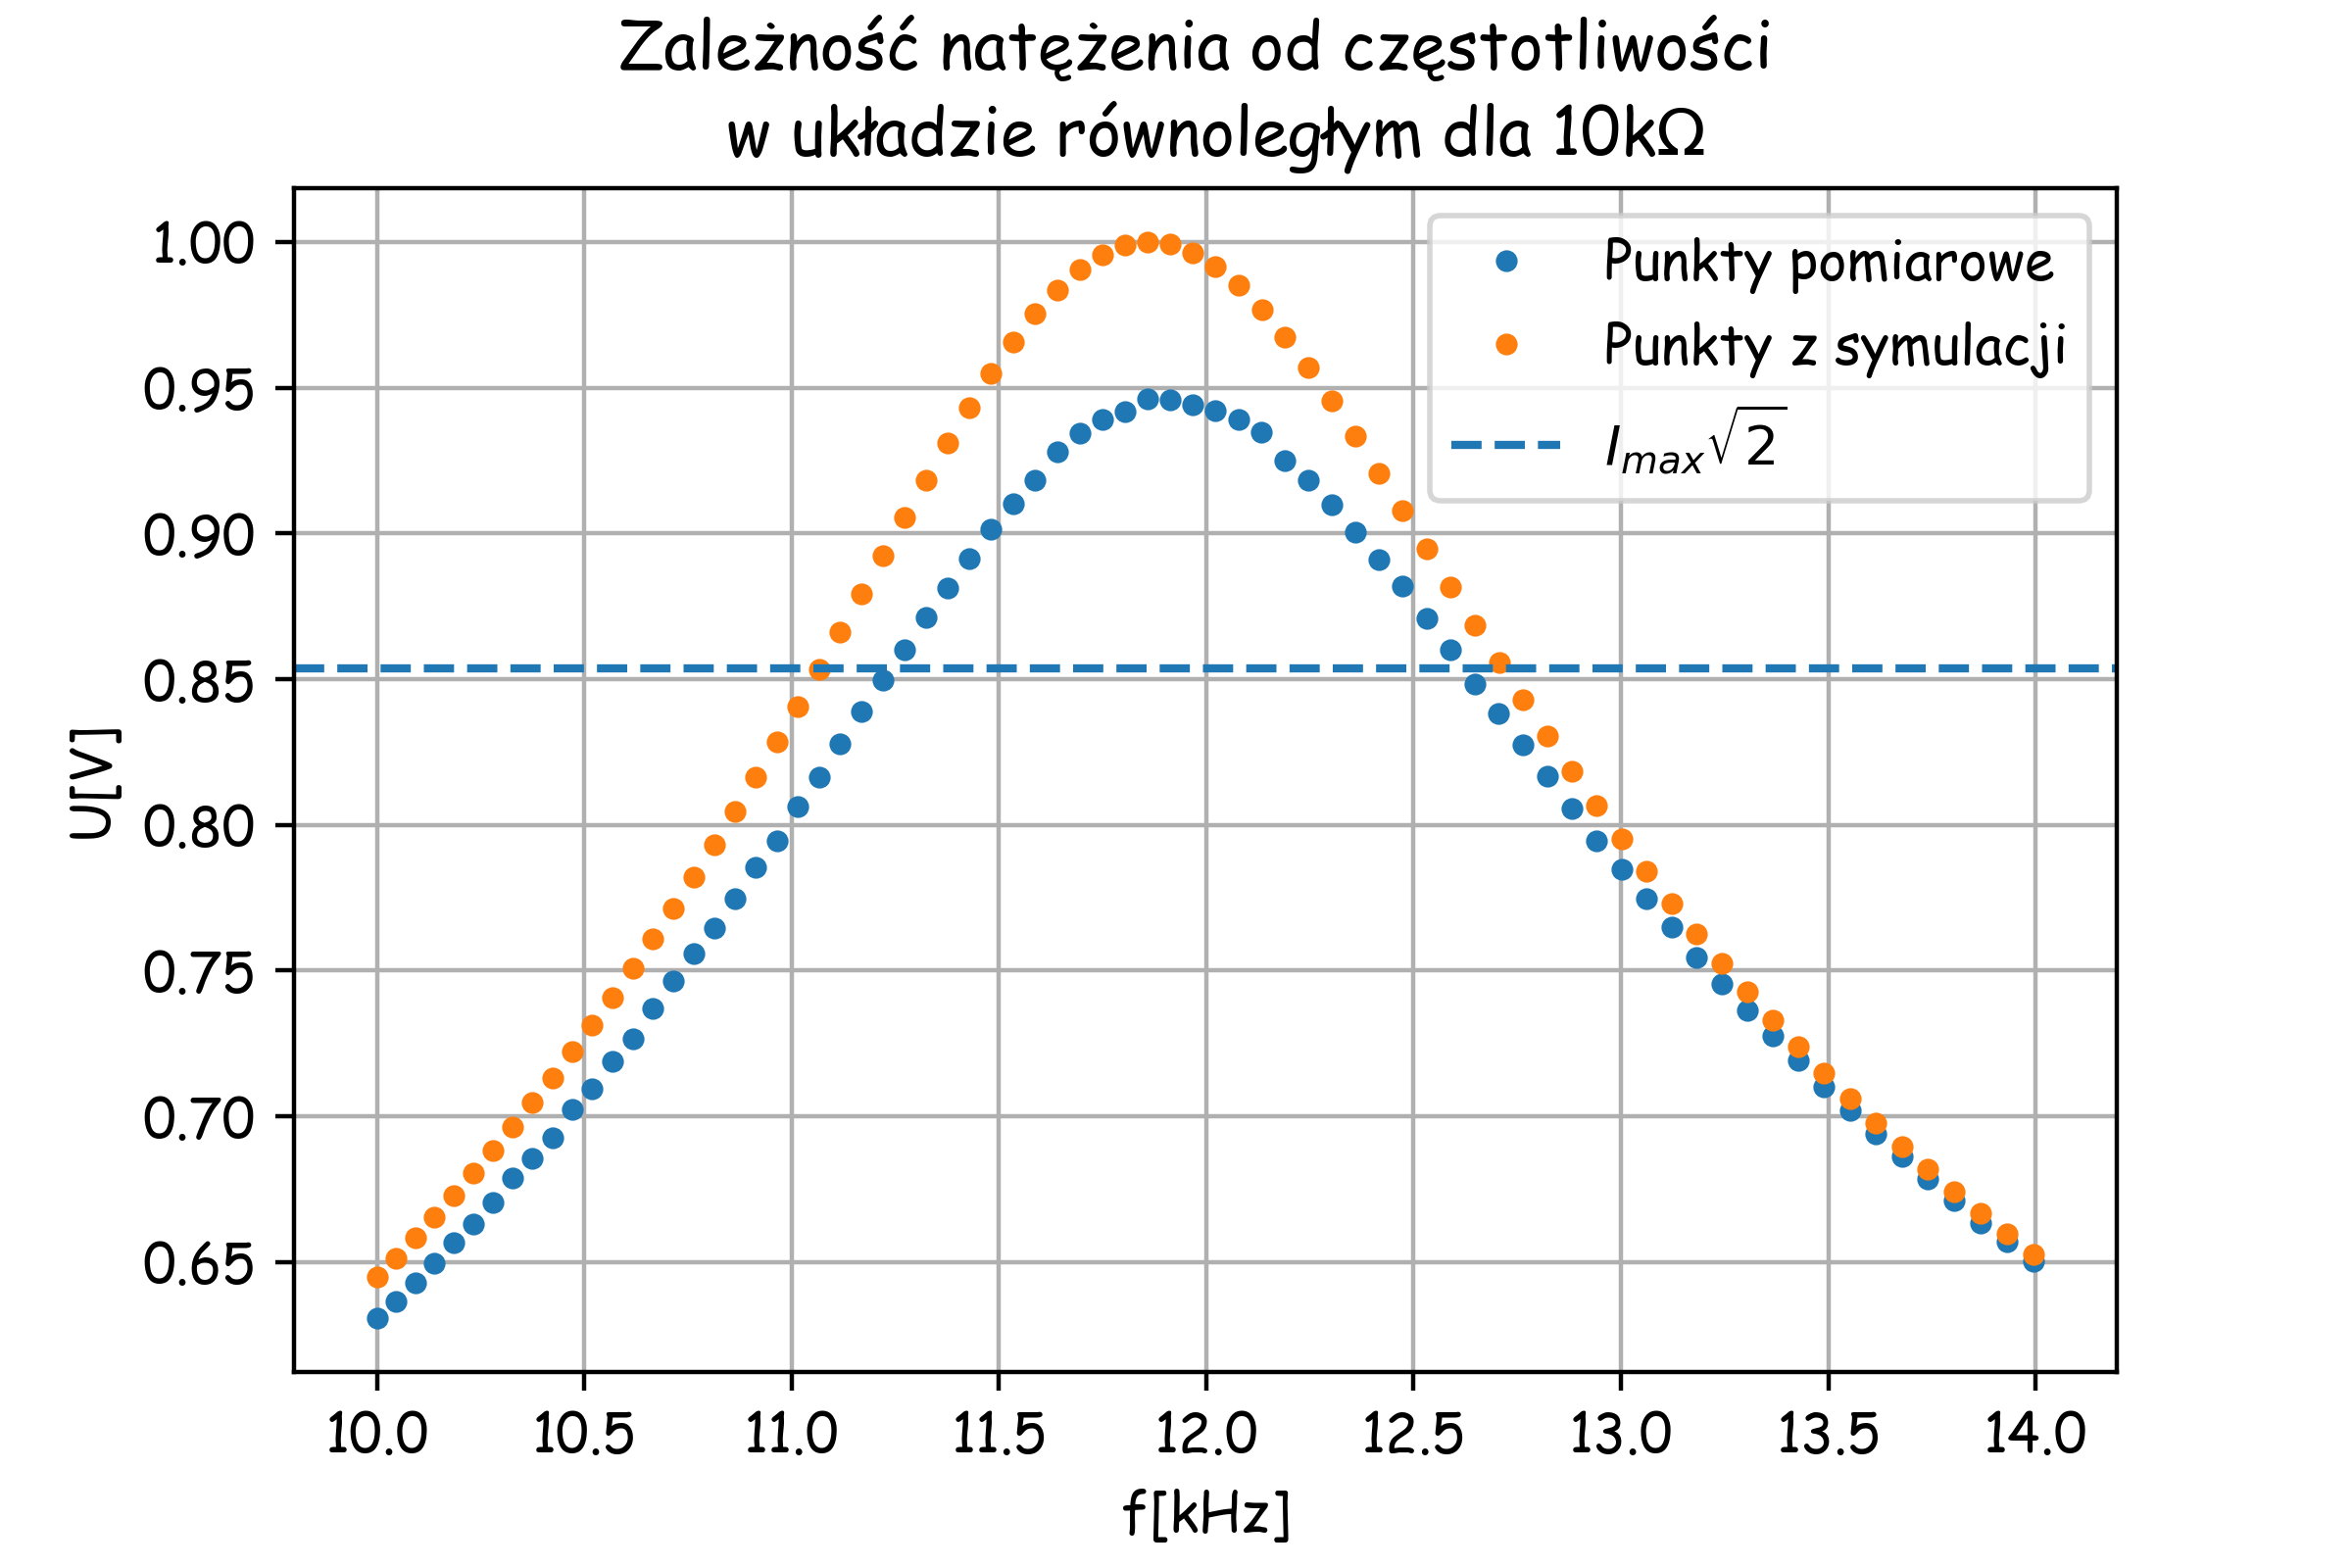 Zależność natężenia od częstotliwości
w układzie równoległym dla 10kΩ
1.00
0.95
0.90
0.85
0.80
0.75
0.70
0.65
U[V]
Punkty pomiarowe
Punkty z symulacji
I_{max}√2
10.0 10.5 11.0 11.5 12.0 12.5 13.0 13.5 14.0
f[kHz]